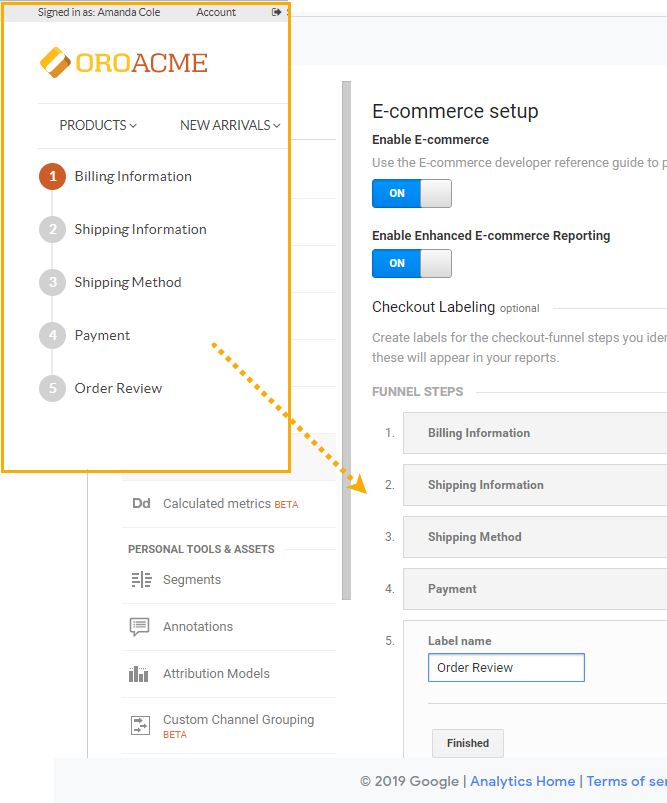 Signed in as: Amanda Cole Account
OROACME
PRODUCTS NEW ARRIVALS
1 Billing Information
2 Shipping Information
3 Shipping Method
4 Payment
5 Order Review
Dd Calculated metrics BETA
PERSONAL TOOLS & ASSETS
Segments
Annotations
Attribution Models
Custom Channel Grouping
BETA
E-commerce setup
Enable E-commerce
Use the E-commerce developer reference guide to p
ON
Enable Enhanced E-commerce Reporting
ON
Checkout Labeling optional
Create labels for the checkout-funnel steps you iden
these will appear in your reports.
FUNNEL STEPS
1. Billing Information
2. Shipping Information
3. Shipping Method
4. Payment
5. Label name
Order Review
Finished
© 2019 Google | Analytics Home | Terms of ser